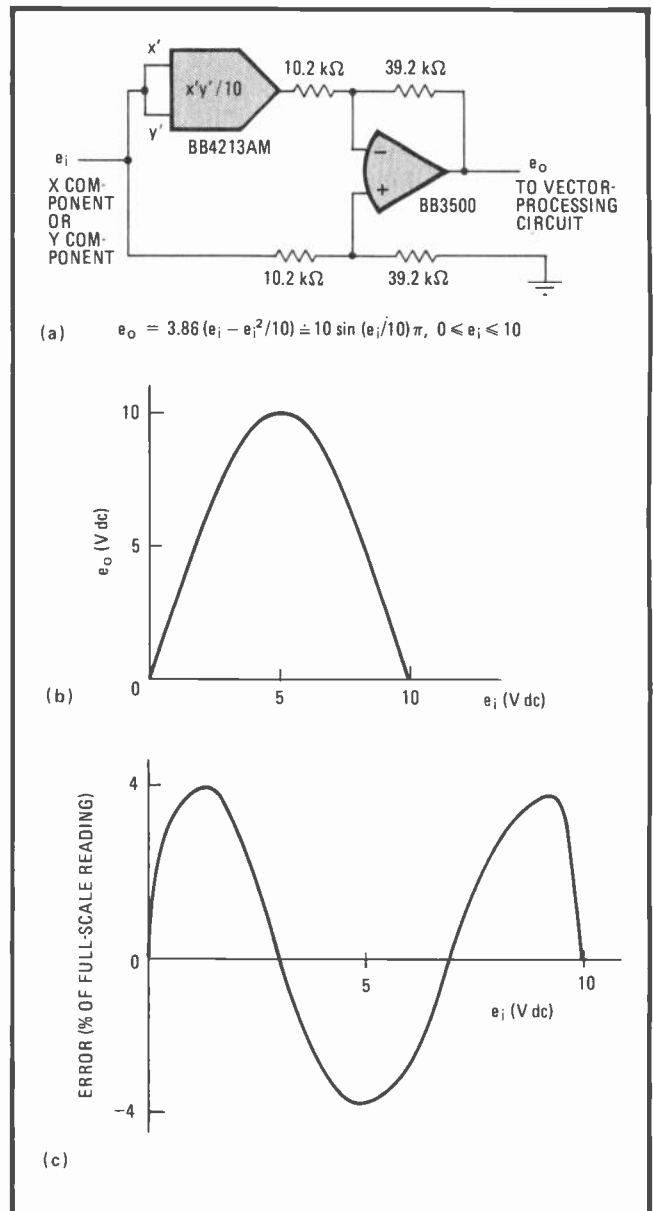 x'
y'
x'y'/10
BB4213AM
10.2 kΩ
39.2 kΩ
−
+
BB3500
e_i
X COM-
PONENT
OR
Y COM-
PONENT
e_o
TO VECTOR-
PROCESSING
CIRCUIT
10.2 kΩ
39.2 kΩ
(a) e_o = 3.86 (e_i − e_i²/10) ≐ 10 sin (e_i/10) π, 0 ≤ e_i ≤ 10
10
5
0
e_o (V dc)
5
10
e_i (V dc)
(b)
4
0
−4
ERROR (% OF FULL-SCALE READING)
5
10
e_i (V dc)
(c)